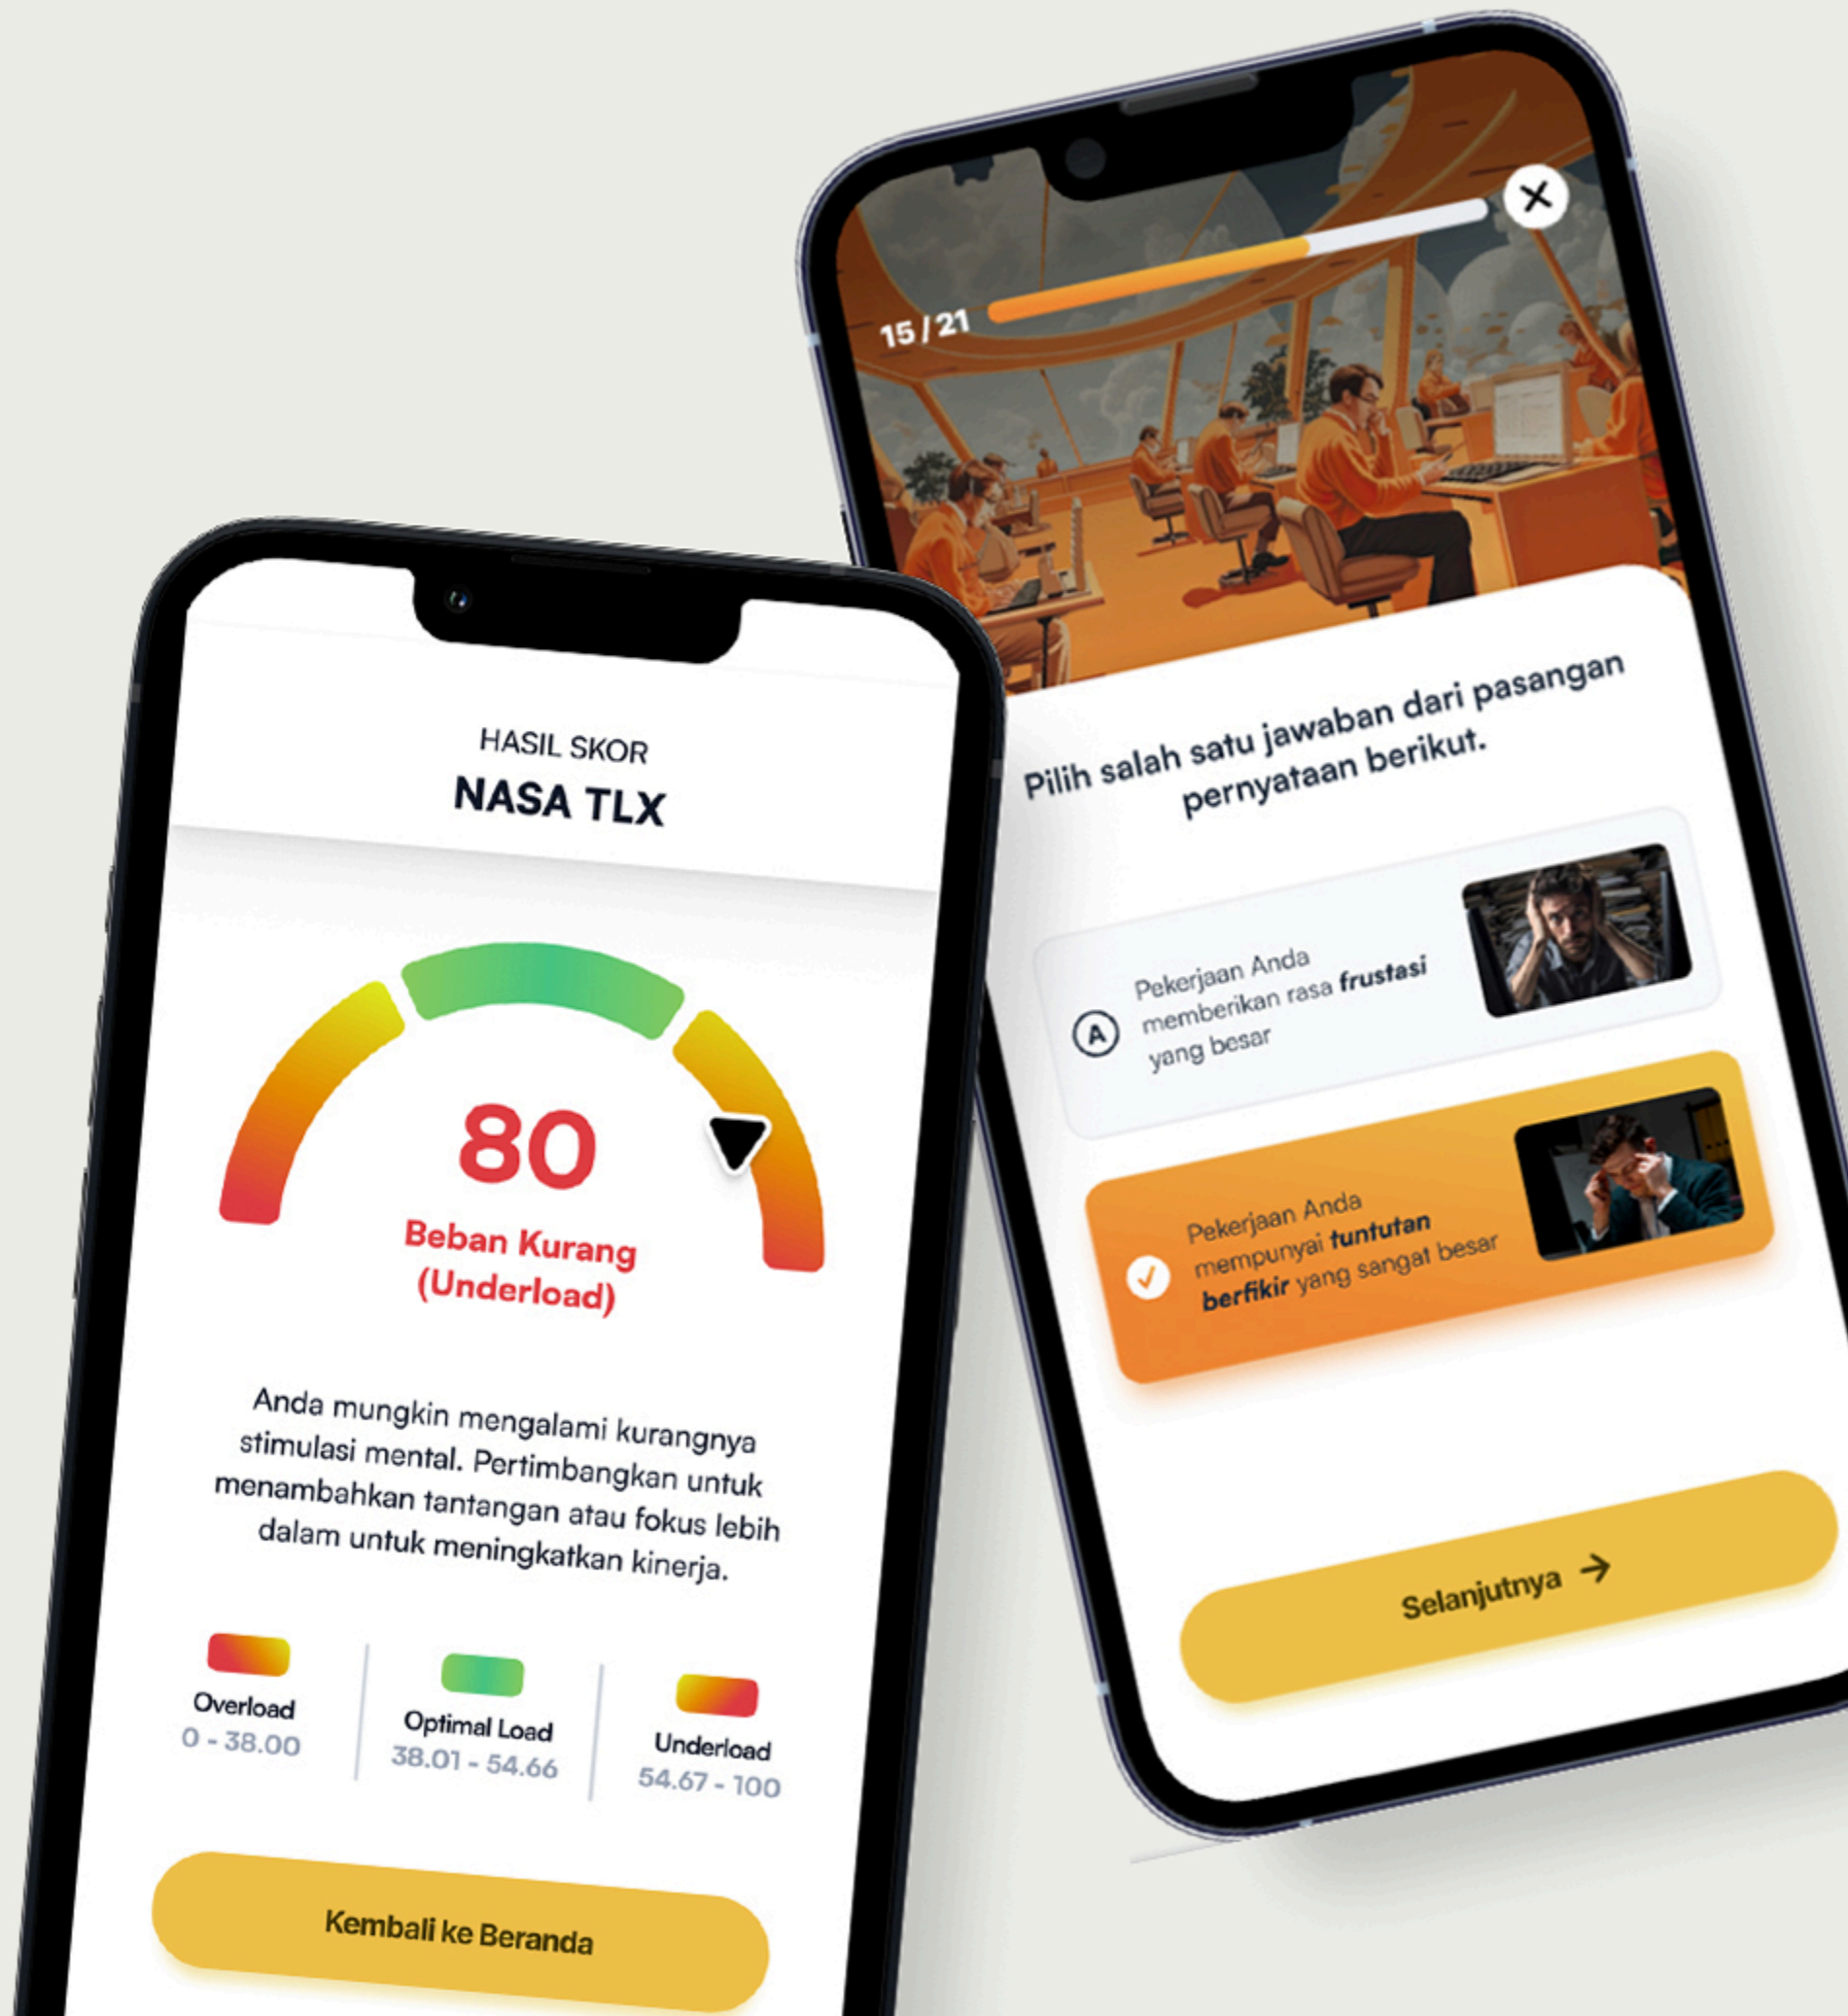 15/21
Pilih salah satu jawaban dari pasangan
pernyataan berikut.
A
Pekerjaan Anda
memberikan rasa frustasi
yang besar
Pekerjaan Anda
mempunyai tuntutan
berfikir yang sangat besar
Selanjutnya
HASIL SKOR
NASA TLX
80
Beban Kurang
(Underload)
Anda mungkin mengalami kurangnya
stimulasi mental. Pertimbangkan untuk
menambahkan tantangan atau fokus lebih
dalam untuk meningkatkan kinerja.
Overload
0 - 38.00
Optimal Load
38.01 - 54.66
Underload
54.67 - 100
Kembali ke Beranda